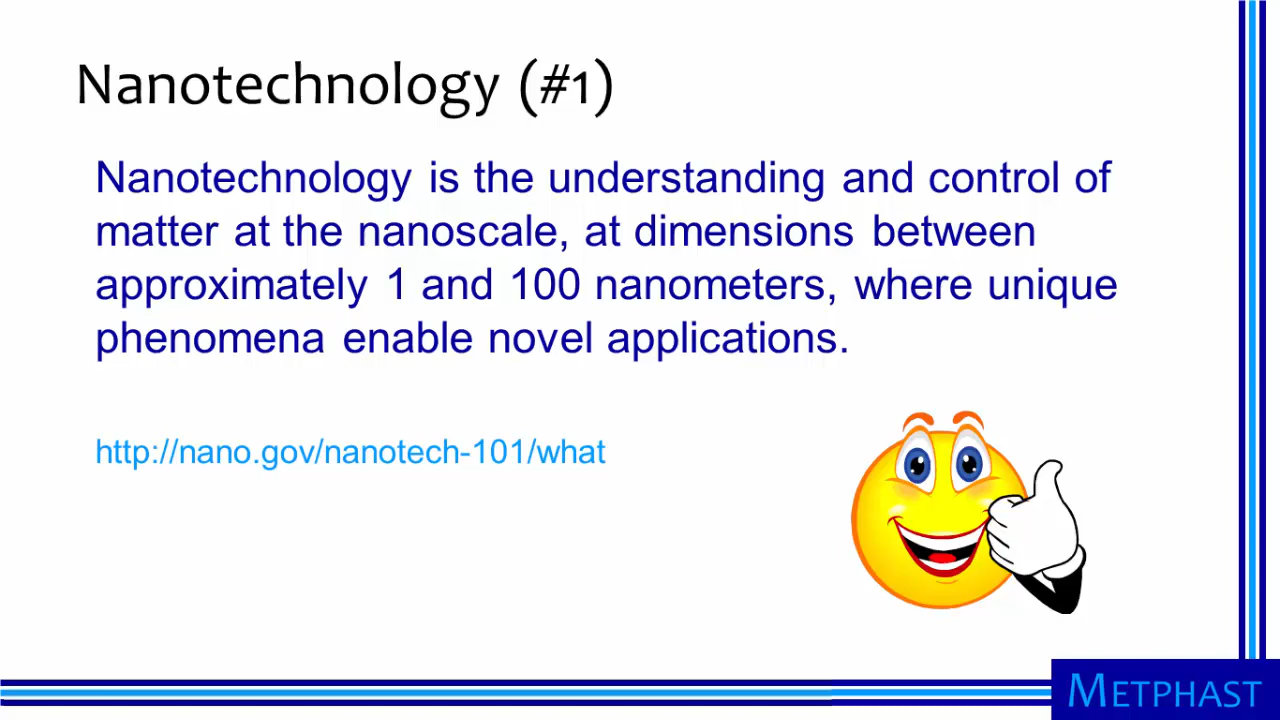 Nanotechnology (#1)
Nanotechnology is the understanding and control of
matter at the nanoscale, at dimensions between
approximately 1 and 100 nanometers, where unique
phenomena enable novel applications.
http://nano.gov/nanotech-101/what
METPHAST